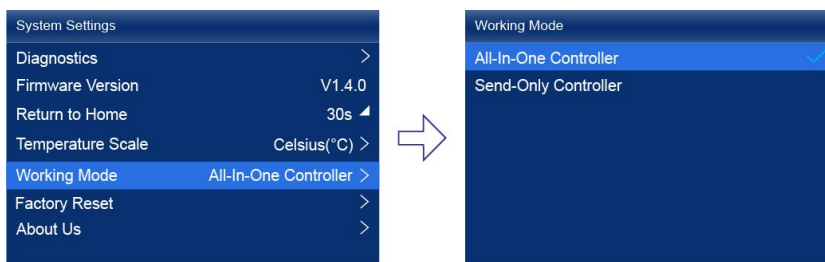 System Settings
Diagnostics >
Firmware Version V1.4.0
Return to Home 30s
Temperature Scale Celsius(°C) >
Working Mode All-In-One Controller >
Factory Reset >
About Us >
Working Mode
All-In-One Controller
Send-Only Controller